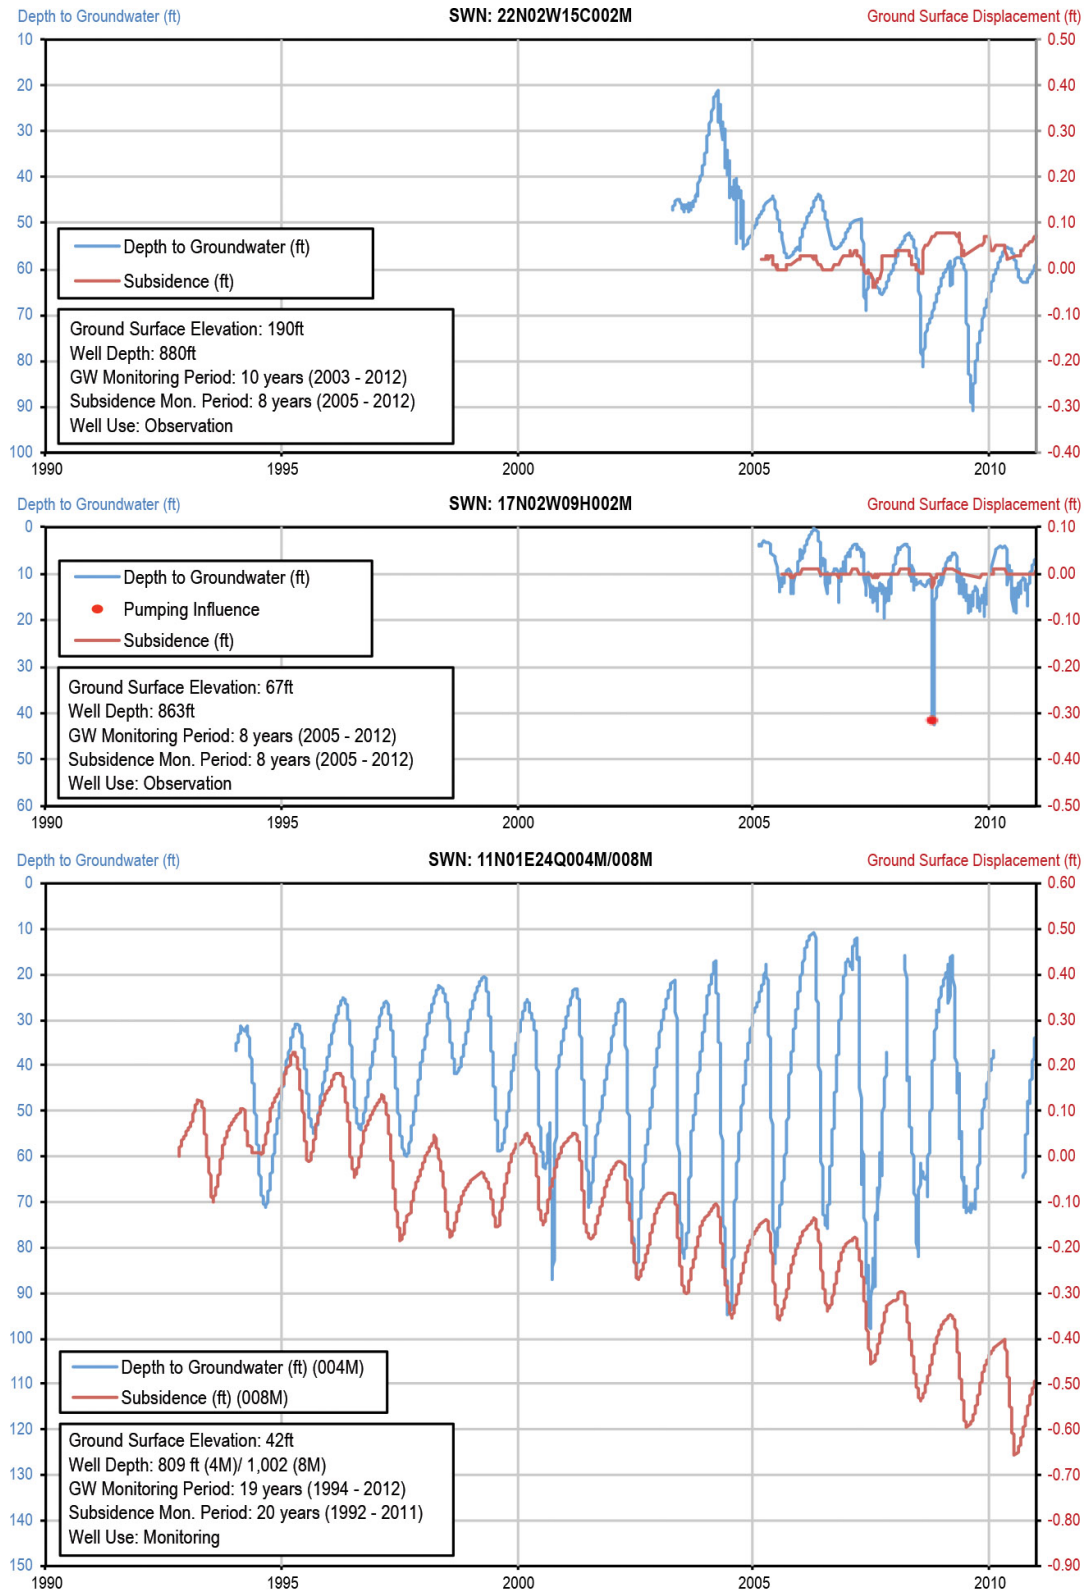 Depth to Groundwater (ft) SWN: 22N02W15C002M Ground Surface Displacement (ft)
10 0.50
20 0.40
30 0.30
40 0.20
50 0.10
60 0.00
70 -0.10
80 -0.20
90 -0.30
100 -0.40
Depth to Groundwater (ft)
Subsidence (ft)
Ground Surface Elevation: 190ft
Well Depth: 880ft
GW Monitoring Period: 10 years (2003 - 2012)
Subsidence Mon. Period: 8 years (2005 - 2012)
Well Use: Observation
1990 1995 2000 2005 2010
Depth to Groundwater (ft) SWN: 17N02W09H002M Ground Surface Displacement (ft)
0 0.10
10 0.00
20 -0.10
30 -0.20
40 -0.30
50 -0.40
60 -0.50
Depth to Groundwater (ft)
Pumping Influence
Subsidence (ft)
Ground Surface Elevation: 67ft
Well Depth: 863ft
GW Monitoring Period: 8 years (2005 - 2012)
Subsidence Mon. Period: 8 years (2005 - 2012)
Well Use: Observation
1990 1995 2000 2005 2010
Depth to Groundwater (ft) SWN: 11N01E24Q004M/008M Ground Surface Displacement (ft)
0 0.60
10 0.50
20 0.40
30 0.30
40 0.20
50 0.10
60 0.00
70 -0.10
80 -0.20
90 -0.30
100 -0.40
110 -0.50
120 -0.60
130 -0.70
140 -0.80
150 -0.90
Depth to Groundwater (ft) (004M)
Subsidence (ft) (008M)
Ground Surface Elevation: 42ft
Well Depth: 809 ft (4M)/ 1,002 (8M)
GW Monitoring Period: 19 years (1994 - 2012)
Subsidence Mon. Period: 20 years (1992 - 2011)
Well Use: Monitoring
1990 1995 2000 2005 2010